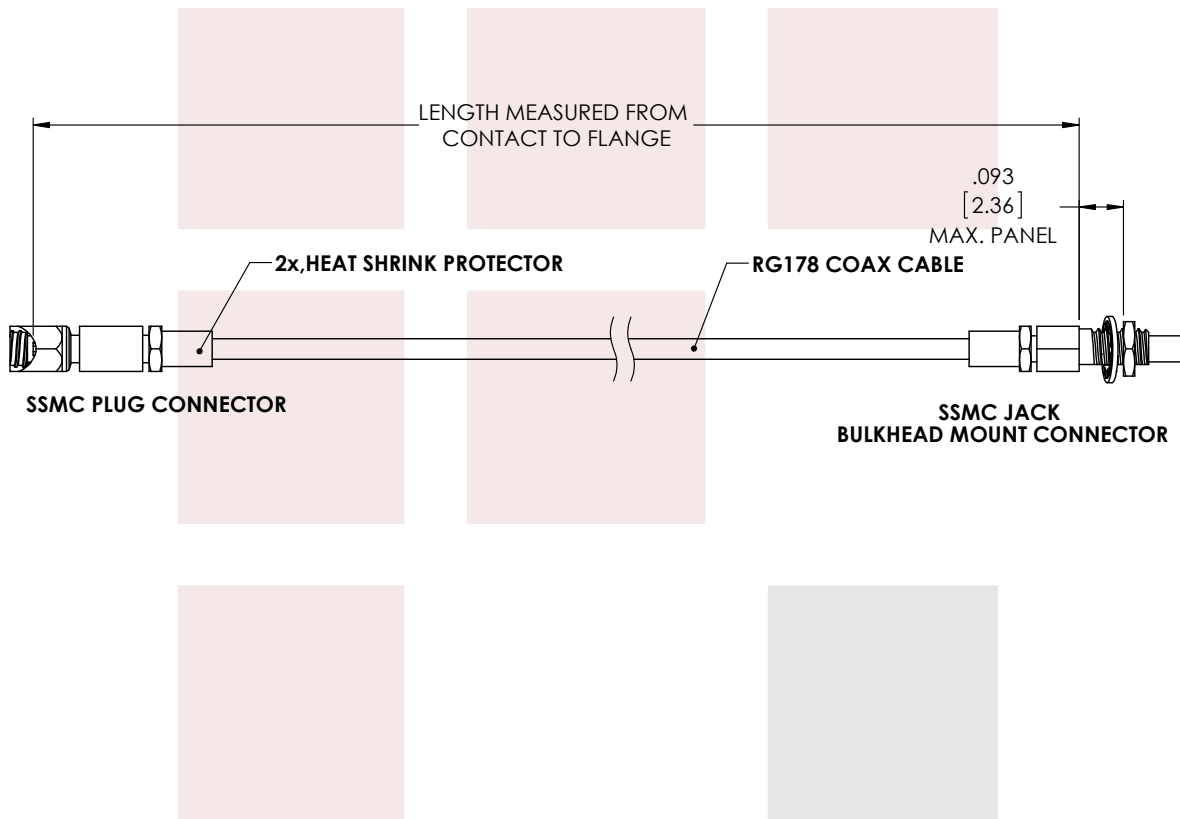 LENGTH MEASURED FROM
CONTACT TO FLANGE
.093
[2.36]
MAX. PANEL
2x,HEAT SHRINK PROTECTOR
RG178 COAX CABLE
SSMC PLUG CONNECTOR
SSMC JACK
BULKHEAD MOUNT CONNECTOR